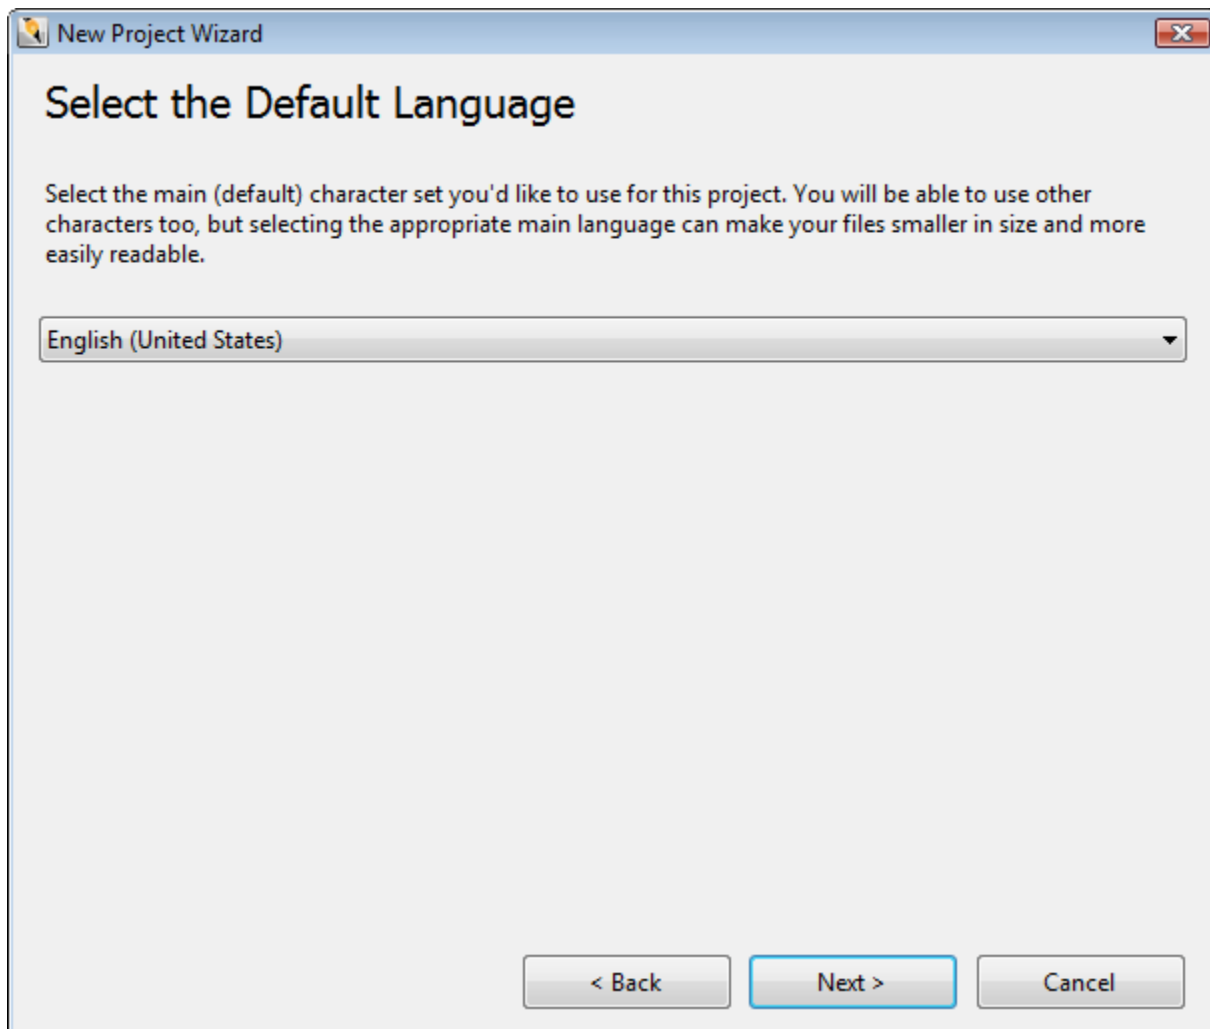 New Project Wizard
Select the Default Language
Select the main (default) character set you'd like to use for this project. You will be able to use other
characters too, but selecting the appropriate main language can make your files smaller in size and more
easily readable.
English (United States)
< Back
Next >
Cancel